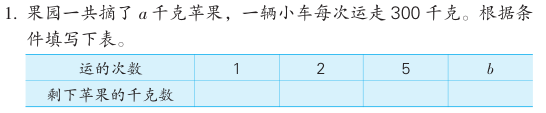 1. 果园一共摘了 a 千克苹果，一辆小车每次运走 300 千克。根据条
件填写下表。
运的次数 1 2 5 b
剩下苹果的千克数